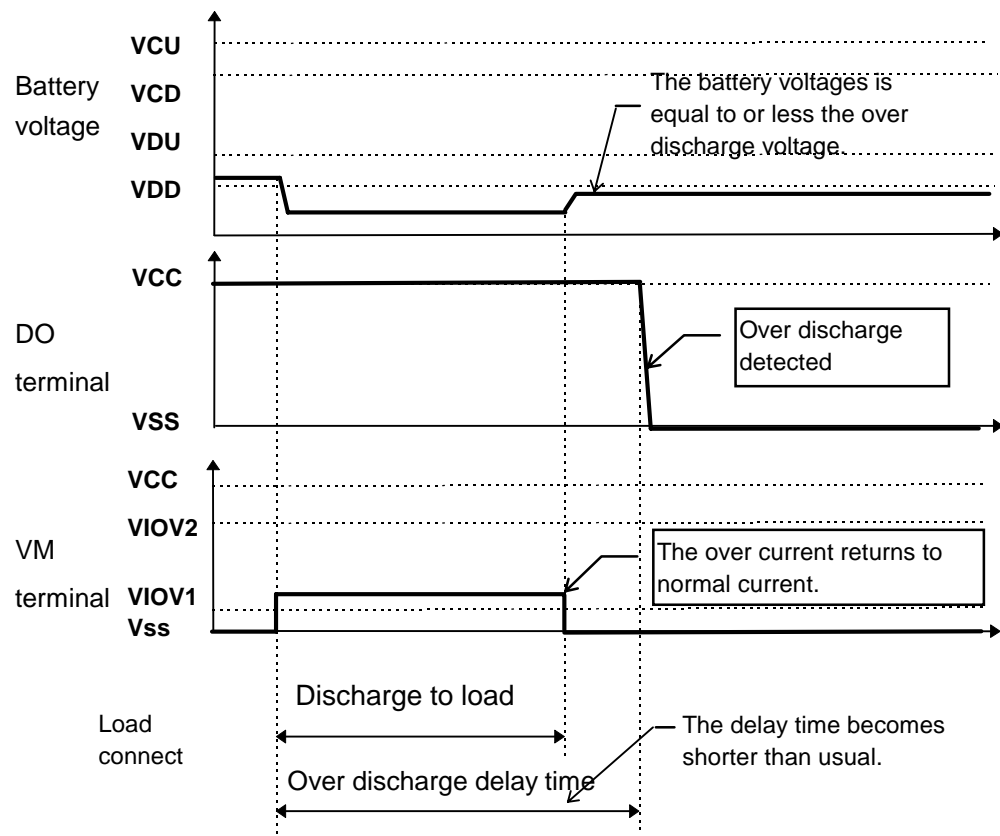 VCU
Battery
voltage
VCD
VDU
VDD
The battery voltages is
equal to or less the over
discharge voltage.
VCC
DO
terminal
VSS
Over discharge
detected
VCC
VIOV2
VM
terminal
VIOV1
Vss
The over current returns to
normal current.
Discharge to load
Load
connect
The delay time becomes
shorter than usual.
Over discharge delay time